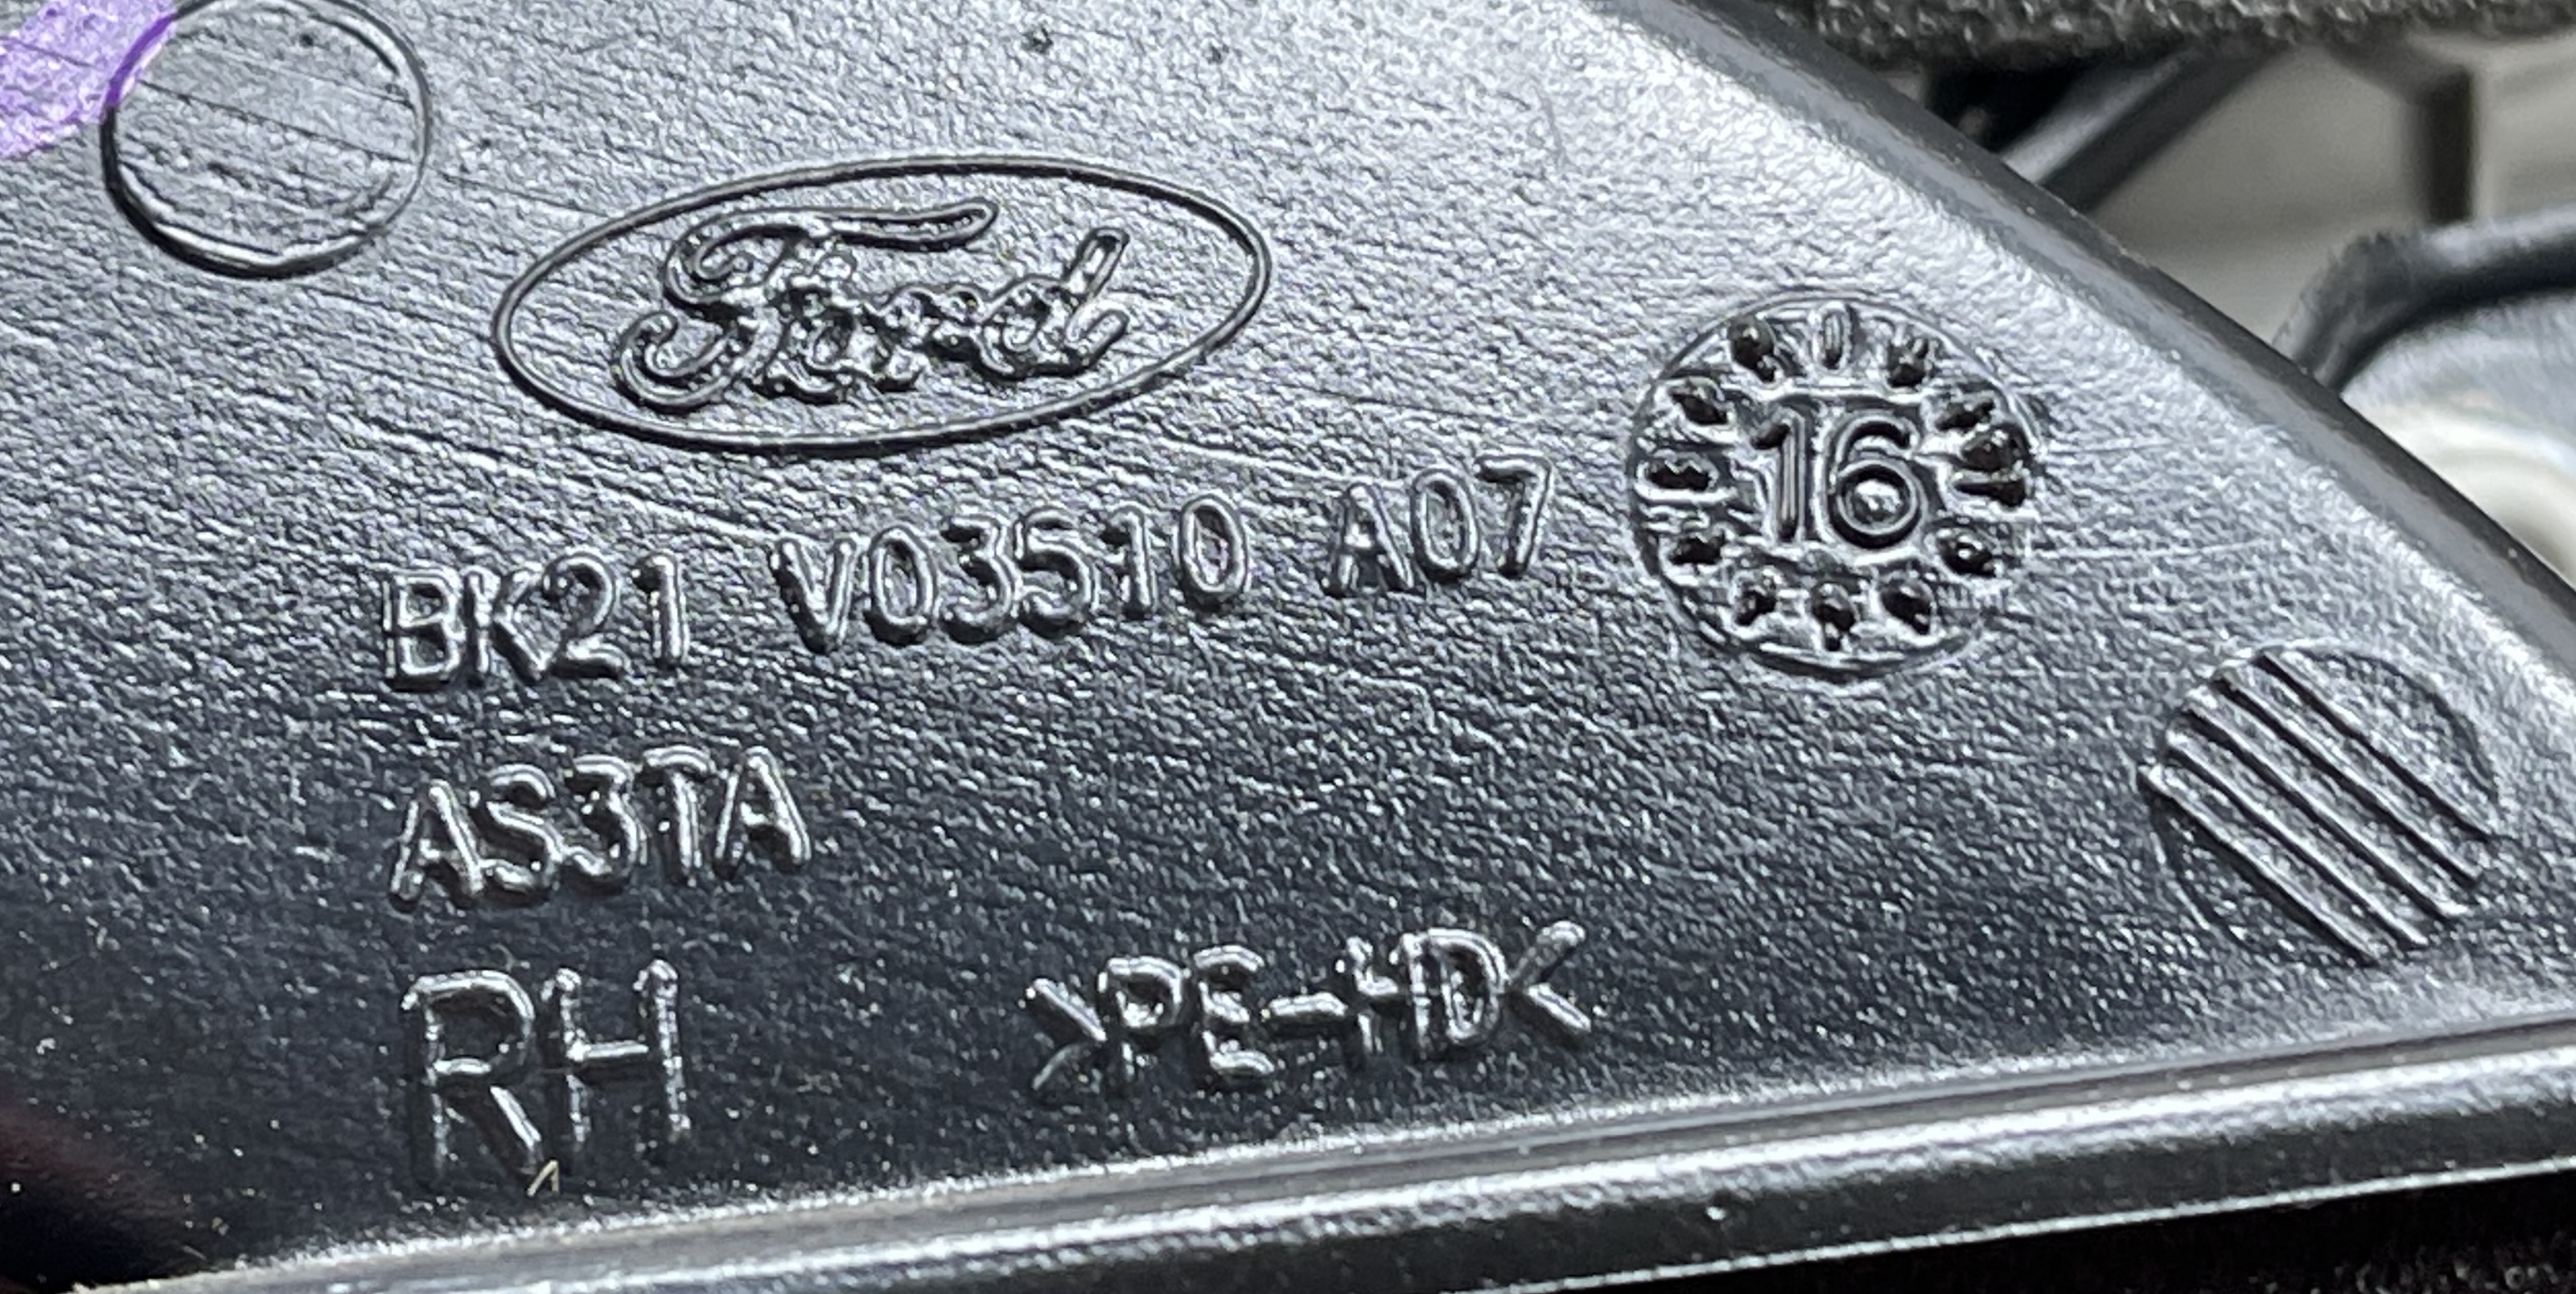 Ford
16
BK21 V03510 A07
AS3TA
RH
>PE-HD<